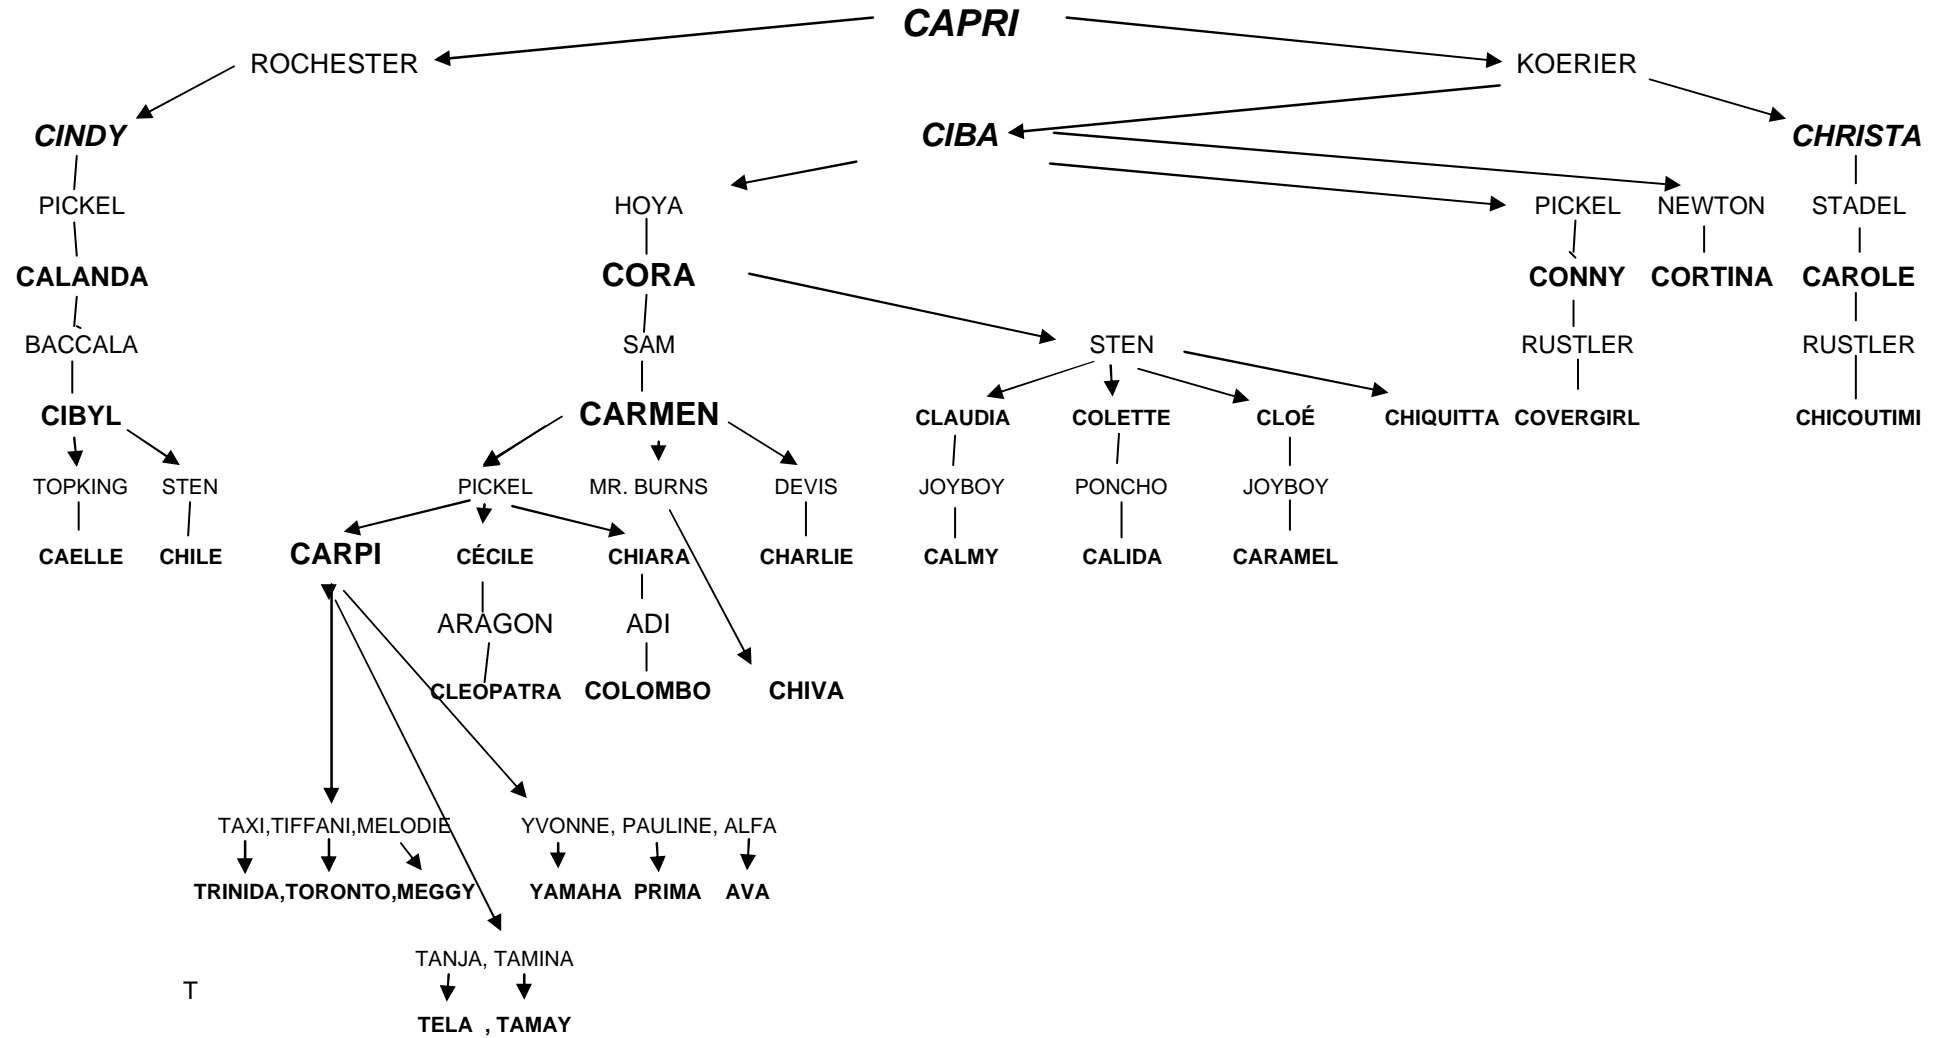 CAPRI
ROCHESTER KOERIER
CINDY CIBA CHRISTA
PICKEL HOYA PICKEL NEWTON STADEL
CALANDA CORA CONNY CORTINA CAROLE
BACCALA SAM STEN RUSTLER RUSTLER
CIBYL CARMEN CLAUDIA COLETTE CLOÉ CHIQUITTA COVERGIRL CHICOUTIMI
TOPKING STEN PICKEL MR. BURNS DEVIS JOYBOY PONCHO JOYBOY
CAELLE CHILE CARPI CÉCILE CHIARA CHARLIE CALMY CALIDA CARAMEL
ARAGON ADI
CLEOPATRA COLOMBO CHIVA
TAXI,TIFFANI,MELODIE YVONNE, PAULINE, ALFA
TRINIDA,TORONTO,MEGGY YAMAHA PRIMA AVA
TANJA, TAMINA
T
TELA , TAMAY